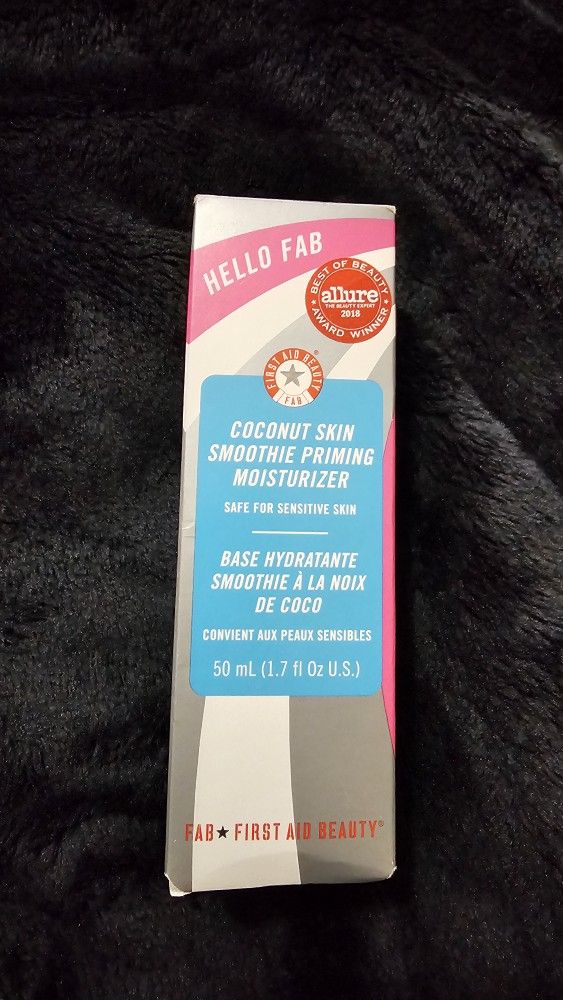 HELLO FAB
BEST OF BEAUTY
allure
THE BEAUTY EXPERT
2018
AWARD WINNER
FIRST AID BEAUTY®
FAB
COCONUT SKIN
SMOOTHIE PRIMING
MOISTURIZER
SAFE FOR SENSITIVE SKIN
BASE HYDRATANTE
SMOOTHIE À LA NOIX
DE COCO
CONVIENT AUX PEAUX SENSIBLES
50 mL (1.7 fl Oz U.S.)
FAB★FIRST AID BEAUTY®